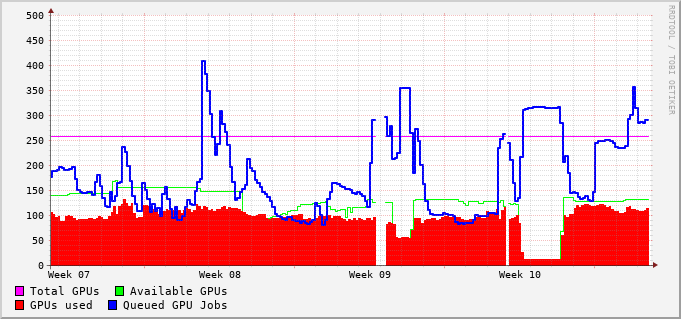 500
450
400
350
300
250
200
150
100
50
0
Week 07 Week 08 Week 09 Week 10
Total GPUs Available GPUs
GPUs used Queued GPU Jobs
RRDTOOL / TOBI OETIKER